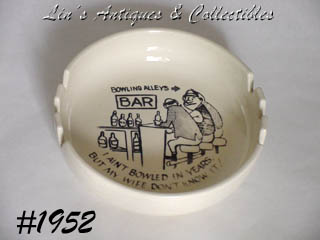 Lin's Antiques & Collectibles
BOWLING ALLEYS
BAR
I AIN'T BOWLED IN YEARS
BUT MY WIFE DON'T KNOW IT!
#1952